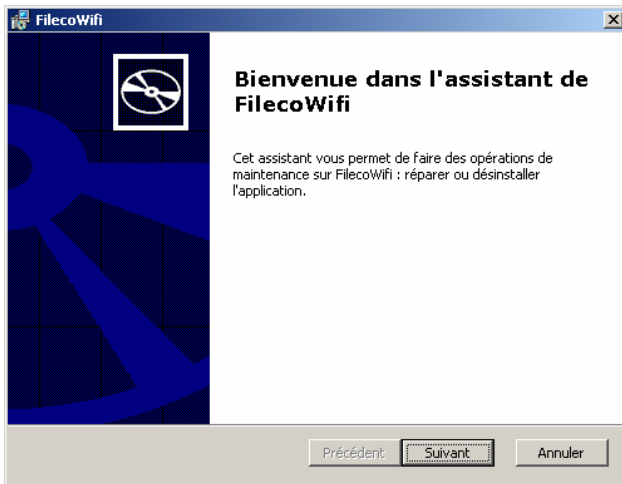 FilecoWifi
Bienvenue dans l'assistant de
FilecoWifi
Cet assistant vous permet de faire des opérations de
maintenance sur FilecoWifi : réparer ou désinstaller
l'application.
Précédent Suivant Annuler